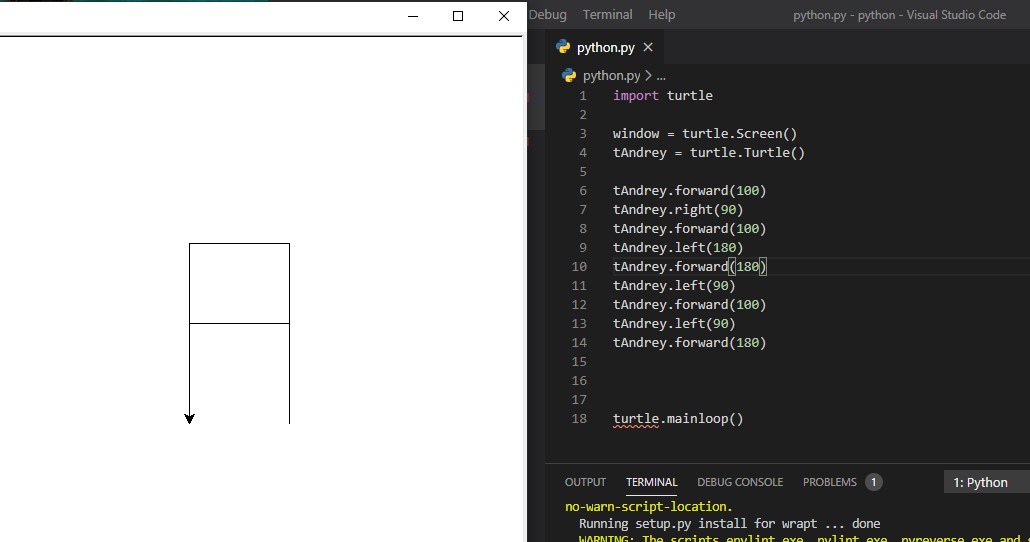 Debug Terminal Help python.py - python - Visual Studio Code
python.py
python.py > ...
1 import turtle
2
3 window = turtle.Screen()
4 tAndrey = turtle.Turtle()
5
6 tAndrey.forward(100)
7 tAndrey.right(90)
8 tAndrey.forward(100)
9 tAndrey.left(180)
10 tAndrey.forward(180)
11 tAndrey.left(90)
12 tAndrey.forward(100)
13 tAndrey.left(90)
14 tAndrey.forward(180)
15
16
17
18 turtle.mainloop()
OUTPUT TERMINAL DEBUG CONSOLE PROBLEMS 1 1: Python
no-warn-script-location.
Running setup.py install for wrapt ... done
WARNING: The scripts epylint.exe, pylint.exe, pyreverse.exe and